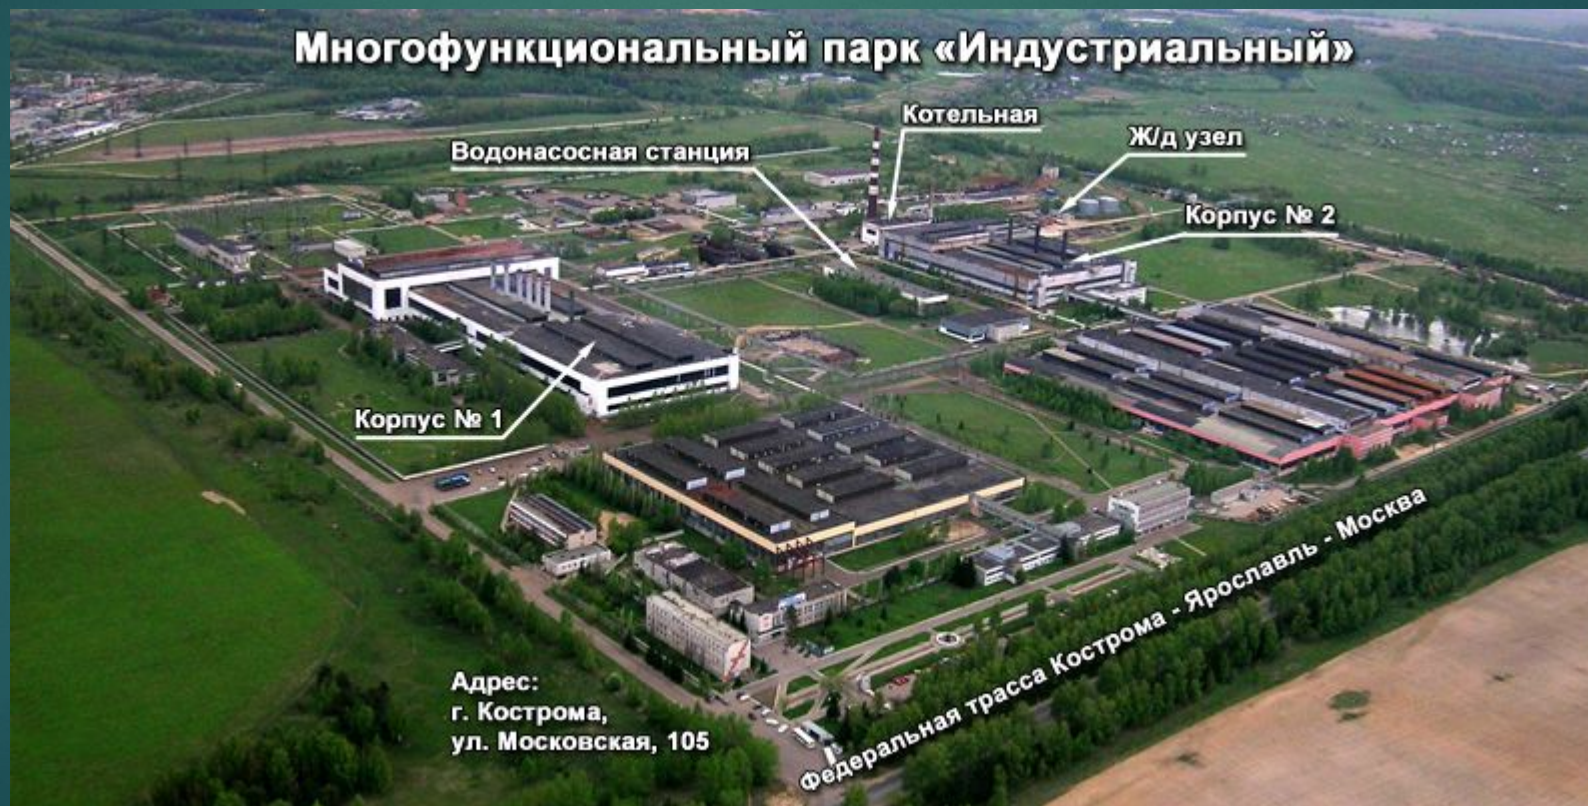 Многофункциональный парк «Индустриальный»
Котельная
Ж/д узел
Водонасосная станция
Корпус № 2
Корпус № 1
Федеральная трасса Кострома - Ярославль - Москва
Адрес:
г. Кострома,
ул. Московская, 105